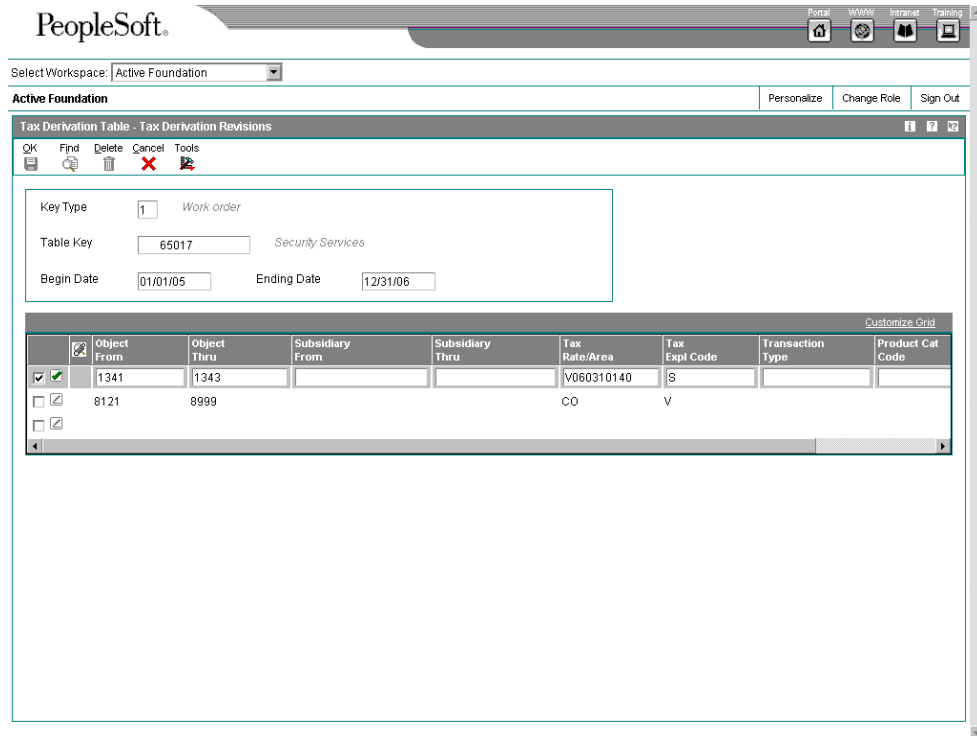 PeopleSoft.
Portal WWW Intranet Training
Select Workspace: Active Foundation
Active Foundation Personalize Change Role Sign Out
Tax Derivation Table - Tax Derivation Revisions
OK Find Delete Cancel Tools
Key Type 1 Work order
Table Key 65017 Security Services
Begin Date 01/01/05 Ending Date 12/31/06
Customize Grid
Object From Object Thru Subsidiary From Subsidiary Thru Tax Rate/Area Tax Expl Code Transaction Type Product Cat Code
1341 1343 V060310140 S
8121 8999 CO V